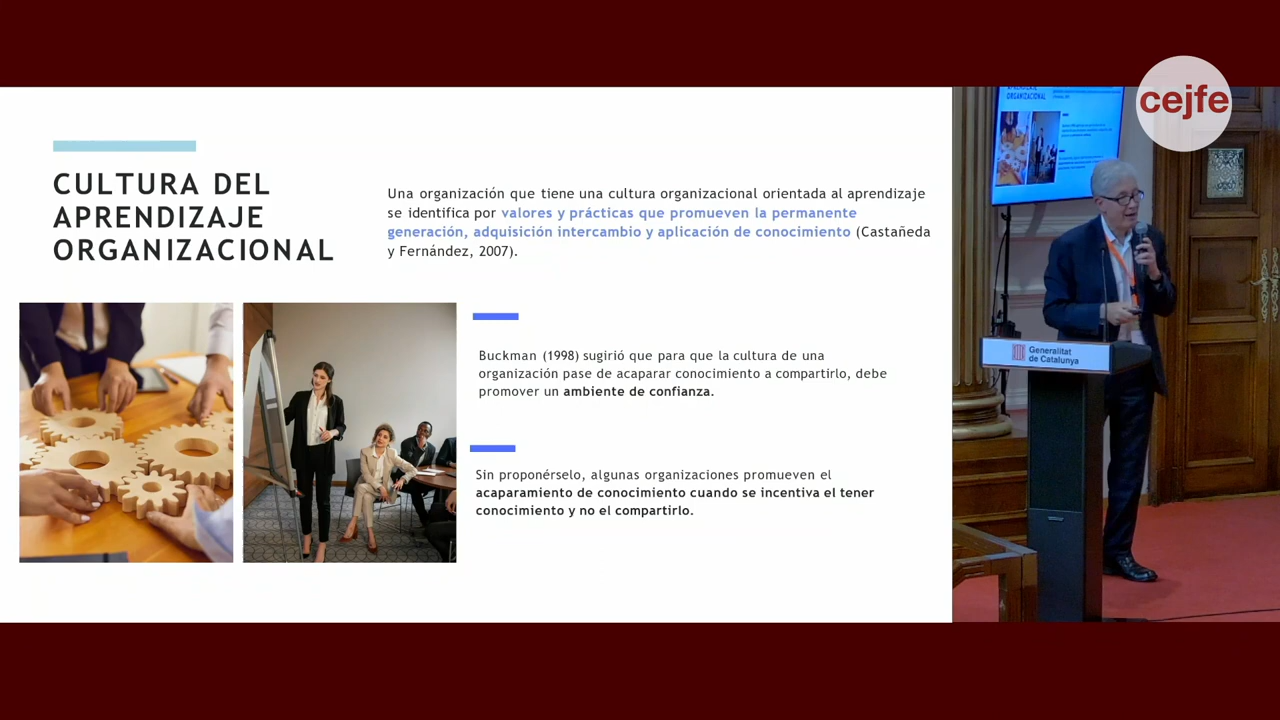 cejfe
CULTURA DEL
APRENDIZAJE
ORGANIZACIONAL
Una organización que tiene una cultura organizacional orientada al aprendizaje
se identifica por valores y prácticas que promueven la permanente
generación, adquisición intercambio y aplicación de conocimiento (Castañeda
y Fernández, 2007).
Buckman (1998) sugirió que para que la cultura de una
organización pase de acaparar conocimiento a compartirlo, debe
promover un ambiente de confianza.
Sin proponérselo, algunas organizaciones promueven el
acaparamiento de conocimiento cuando se incentiva el tener
conocimiento y no el compartirlo.
ORGANIZACIONAL
Generalitat
de Catalunya